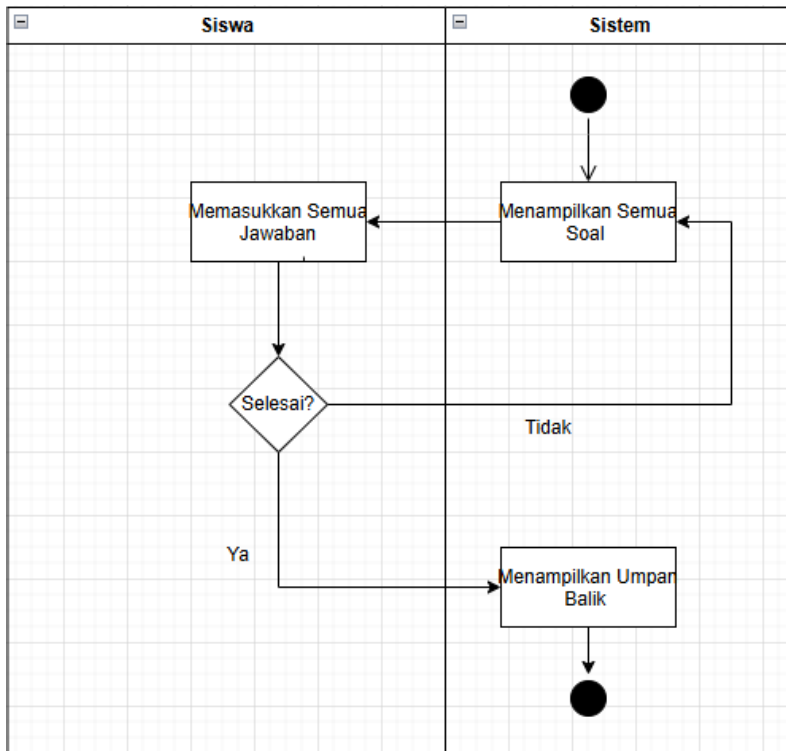 Siswa
Sistem
Memasukkan Semua
Jawaban
Menampilkan Semua
Soal
Selesai?
Tidak
Ya
Menampilkan Umpan
Balik